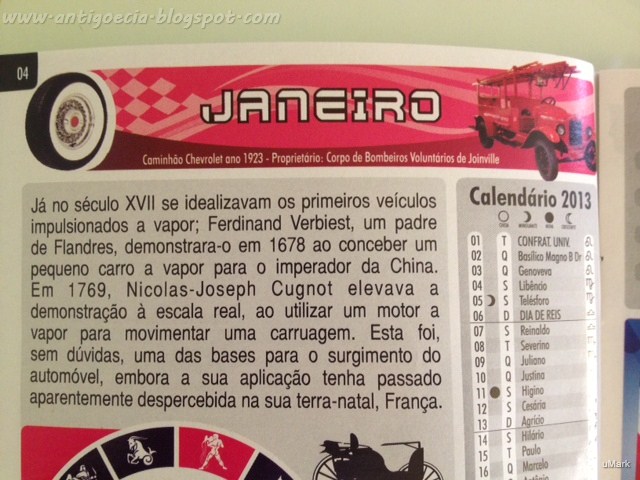 www-antigoecia-blogspot.com
04
JANEIRO
Caminhão Chevrolet ano 1923 - Proprietário: Corpo de Bombeiros Voluntários de Joinville
Já no século XVII se idealizavam os primeiros veículos
impulsionados a vapor; Ferdinand Verbiest, um padre
de Flandres, demonstrara-o em 1678 ao conceber um
pequeno carro a vapor para o imperador da China.
Em 1769, Nicolas-Joseph Cugnot elevava a
demonstração à escala real, ao utilizar um motor a
vapor para movimentar uma carruagem. Esta foi,
sem dúvidas, uma das bases para o surgimento do
automóvel, embora a sua aplicação tenha passado
aparentemente despercebida na sua terra-natal, França.
Calendário 2013
CHEIA MINGUANTE NOVA CRESCENTE
01 T CONFRAT. UNIV.
02 Q Basílico Magno B Dr
03 Q Genoveva
04 S Libêncio
05 S Telésforo
06 D DIA DE REIS
07 S Reinaldo
08 T Severino
09 Q Juliano
10 Q Justina
11 S Higino
12 S Cesária
13 D Agrício
14 S Hilário
15 T Paulo
16 Q Marcelo
uMark